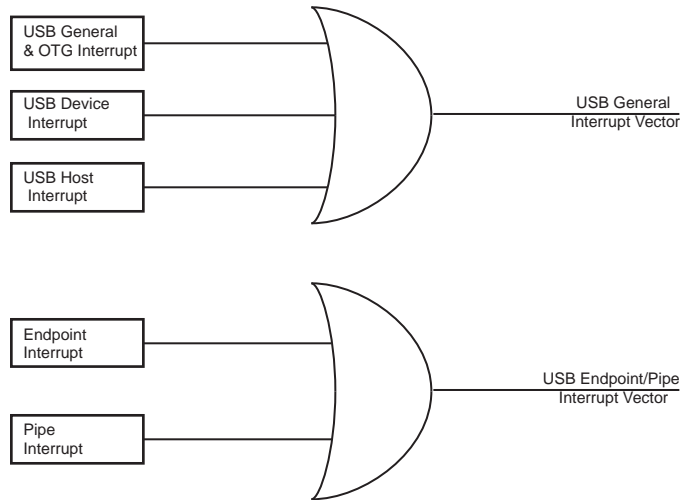 USB General
& OTG Interrupt
USB Device
Interrupt
USB Host
Interrupt
USB General
Interrupt Vector
Endpoint
Interrupt
Pipe
Interrupt
USB Endpoint/Pipe
Interrupt Vector